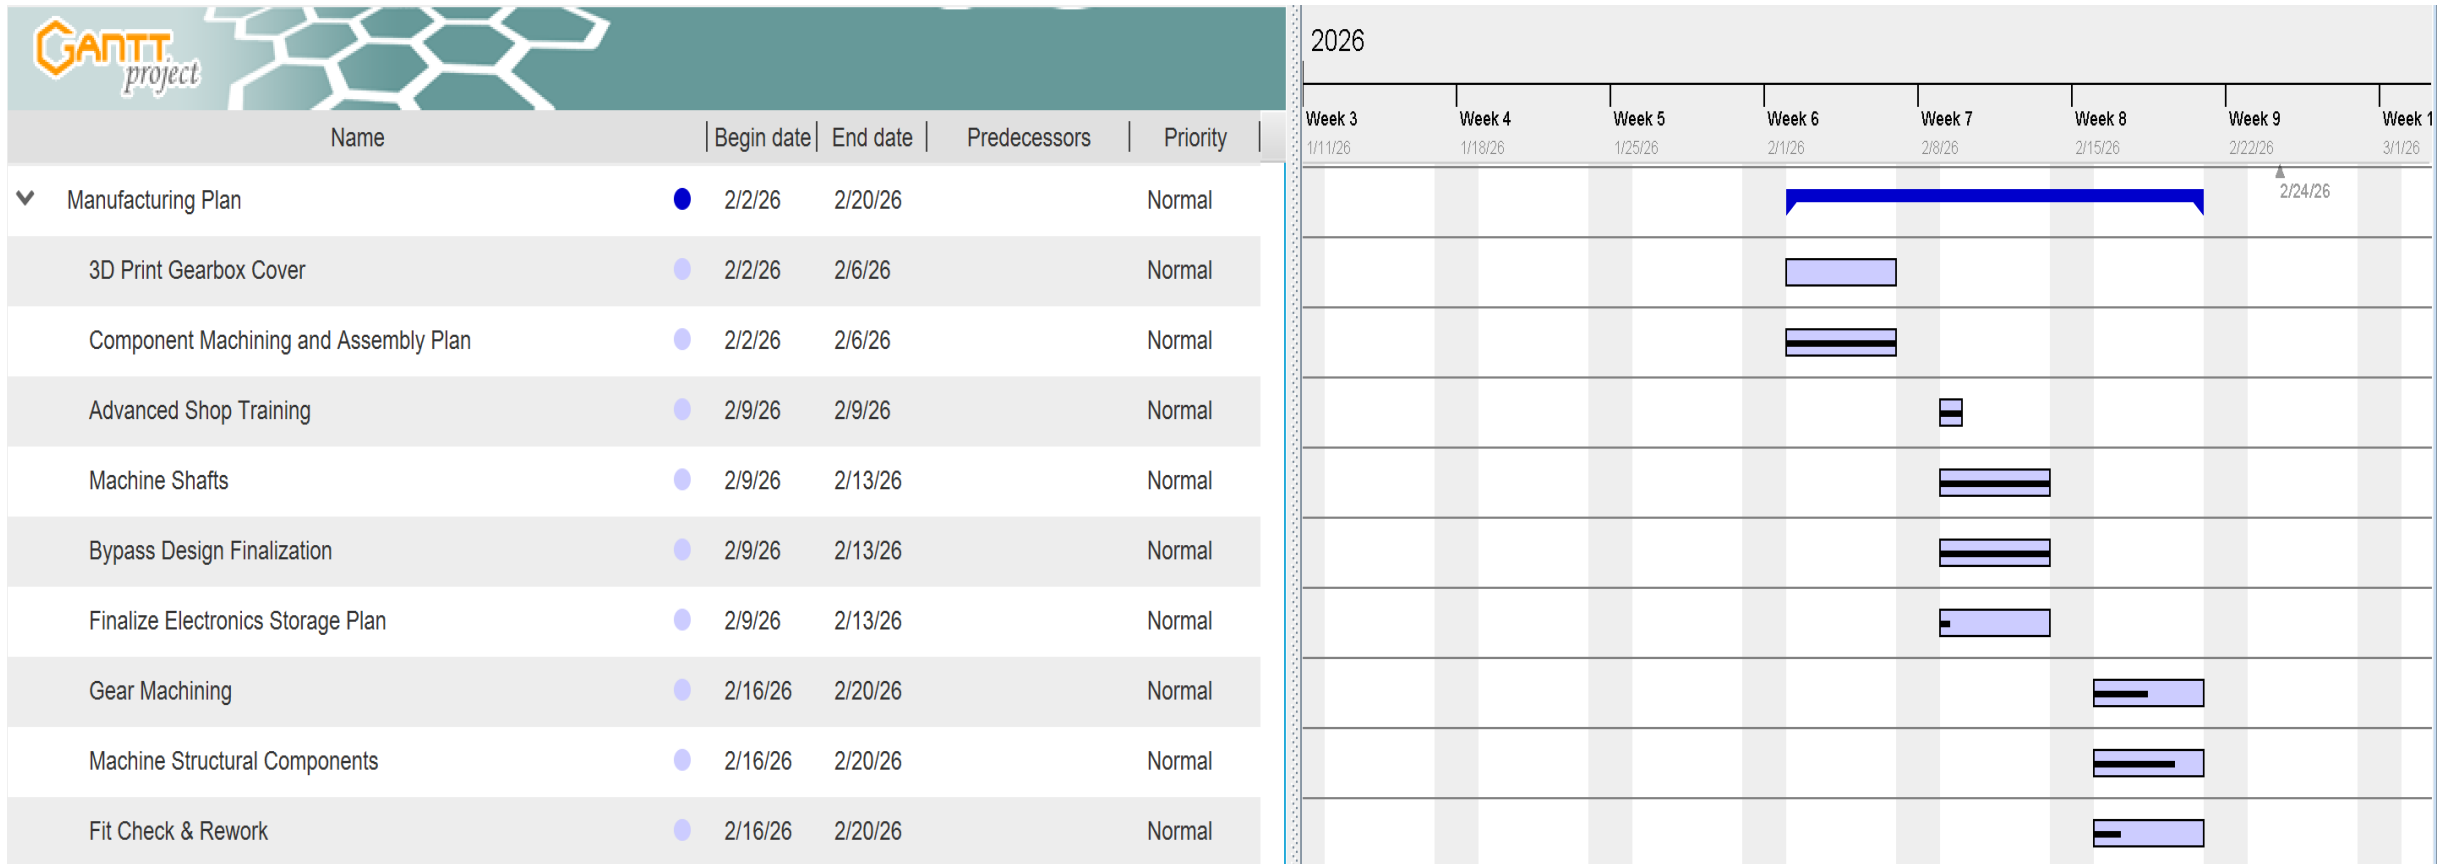 GANTT
project
2026
Name Begin date End date Predecessors Priority
Week 3 Week 4 Week 5 Week 6 Week 7 Week 8 Week 9 Week 1
1/11/26 1/18/26 1/25/26 2/1/26 2/8/26 2/15/26 2/22/26 3/1/26
2/24/26
Manufacturing Plan 2/2/26 2/20/26 Normal
3D Print Gearbox Cover 2/2/26 2/6/26 Normal
Component Machining and Assembly Plan 2/2/26 2/6/26 Normal
Advanced Shop Training 2/9/26 2/9/26 Normal
Machine Shafts 2/9/26 2/13/26 Normal
Bypass Design Finalization 2/9/26 2/13/26 Normal
Finalize Electronics Storage Plan 2/9/26 2/13/26 Normal
Gear Machining 2/16/26 2/20/26 Normal
Machine Structural Components 2/16/26 2/20/26 Normal
Fit Check & Rework 2/16/26 2/20/26 Normal